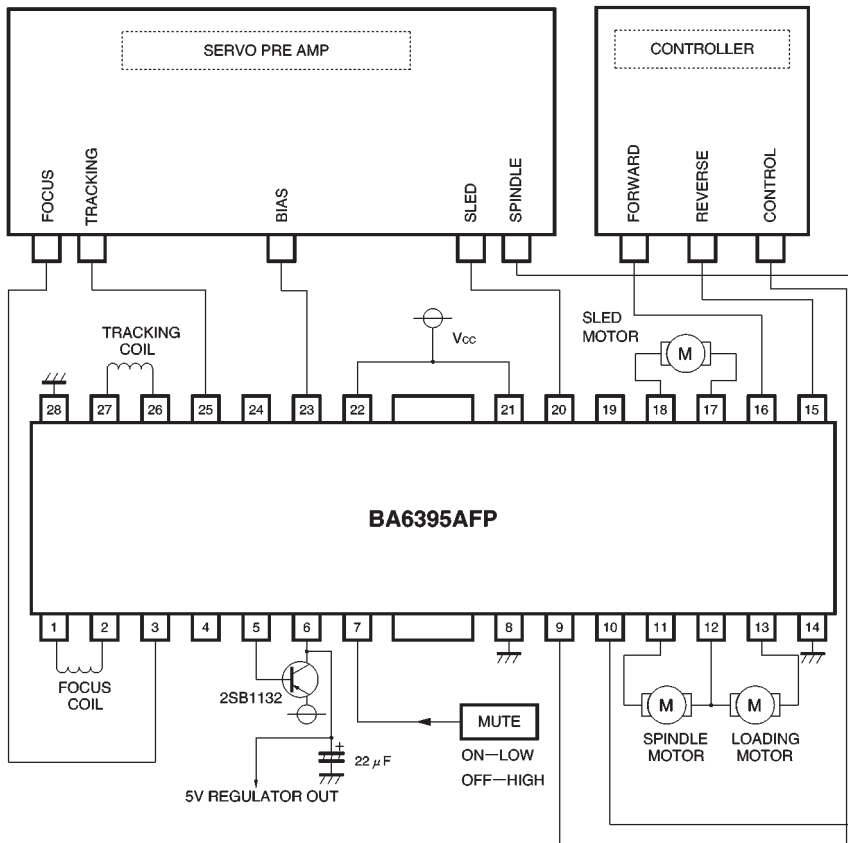 SERVO PRE AMP
CONTROLLER
FOCUS
TRACKING
BIAS
SLED
SPINDLE
FORWARD
REVERSE
CONTROL
TRACKING
COIL
Vcc
SLED
MOTOR
M
28 27 26 25 24 23 22 21 20 19 18 17 16 15
BA6395AFP
1 2 3 4 5 6 7 8 9 10 11 12 13 14
FOCUS
COIL
2SB1132
MUTE
ON—LOW
OFF—HIGH
+
22 μF
5V REGULATOR OUT
M
M
SPINDLE
MOTOR
LOADING
MOTOR